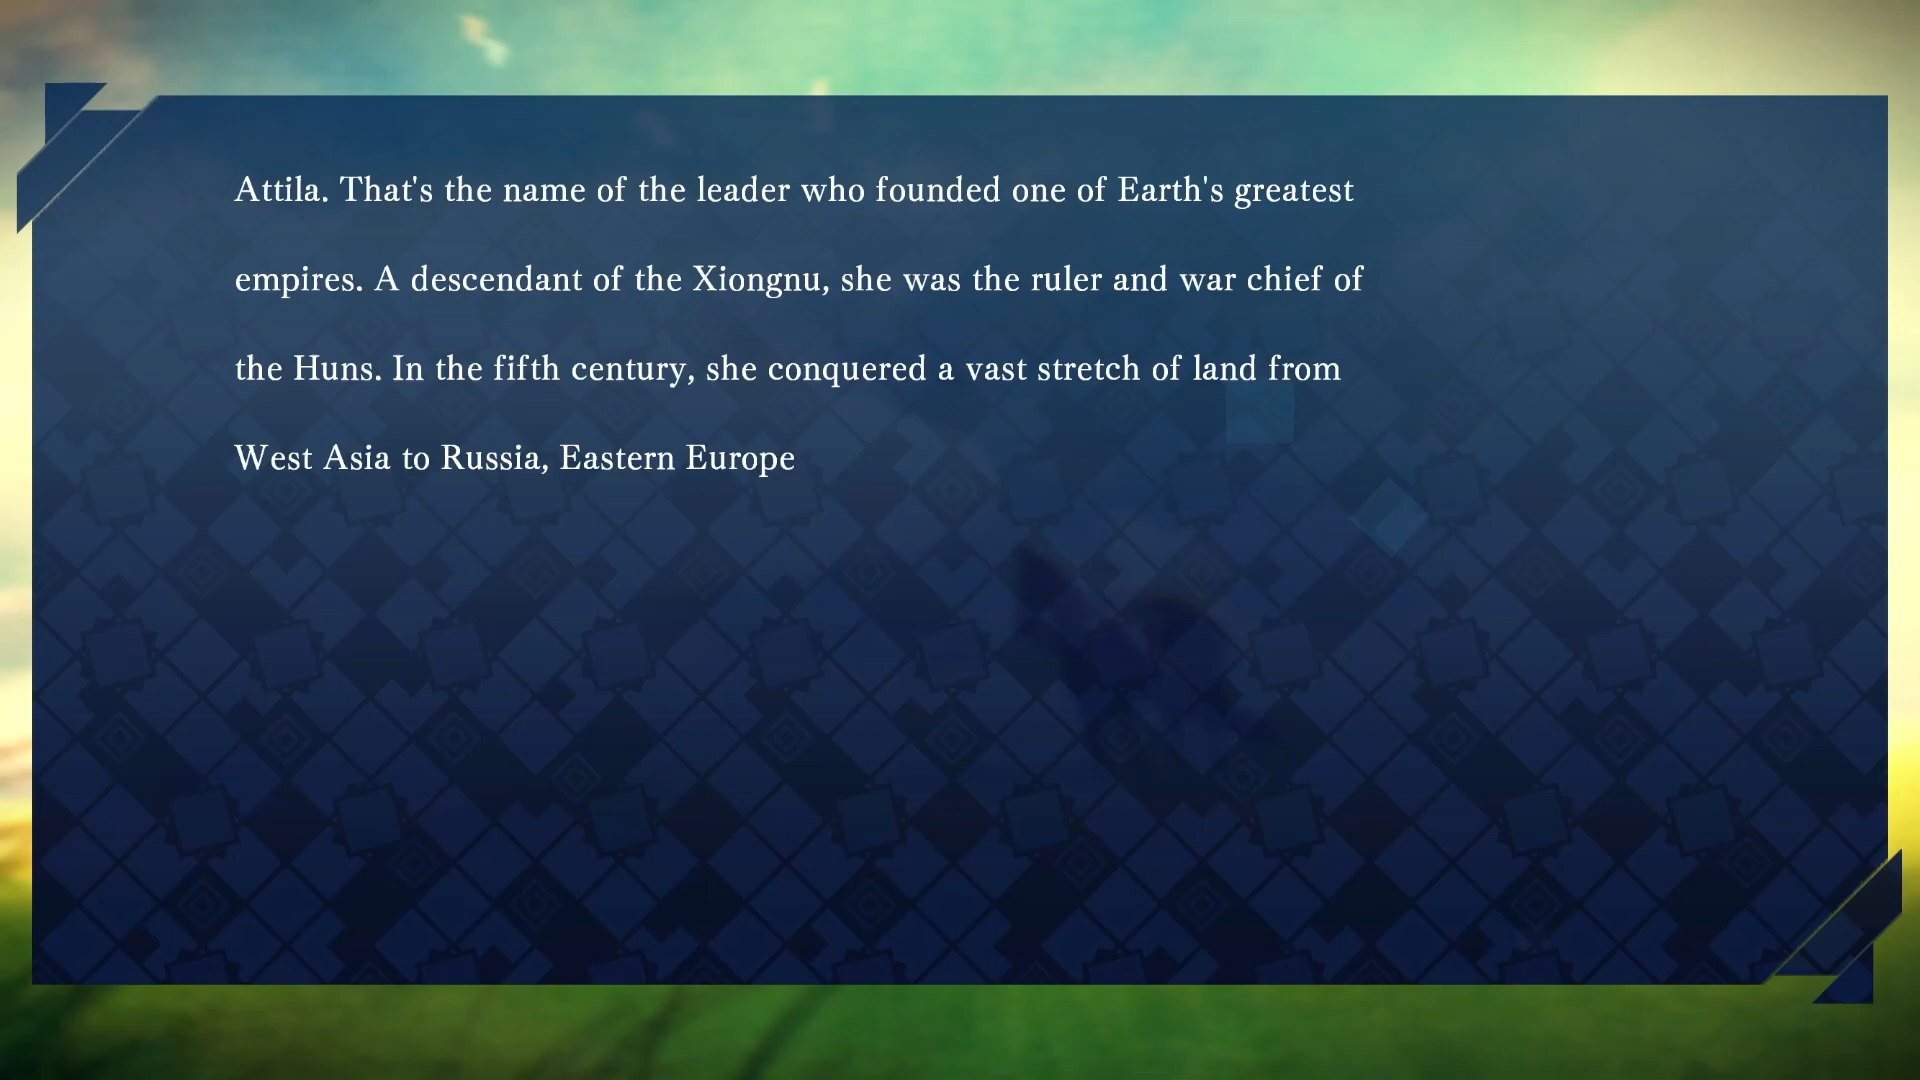 Attila. That's the name of the leader who founded one of Earth's greatest
empires. A descendant of the Xiongnu, she was the ruler and war chief of
the Huns. In the fifth century, she conquered a vast stretch of land from
West Asia to Russia, Eastern Europe